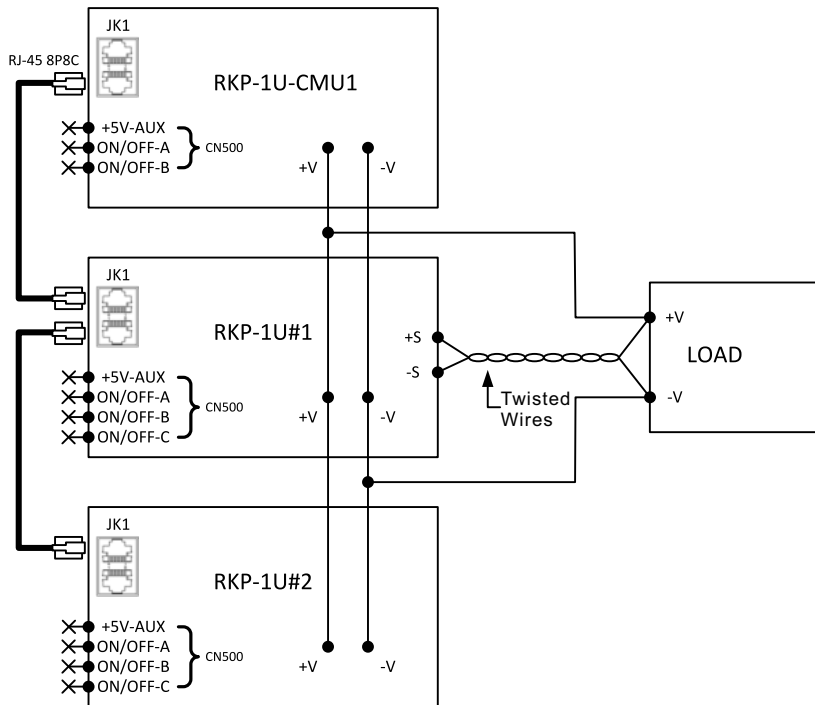 JK1
RJ-45 8P8C
RKP-1U-CMU1
+5V-AUX
ON/OFF-A
ON/OFF-B
CN500
+V
-V
JK1
RKP-1U#1
+S
-S
+5V-AUX
ON/OFF-A
ON/OFF-B
ON/OFF-C
CN500
+V
-V
Twisted
Wires
+V
LOAD
-V
JK1
RKP-1U#2
+5V-AUX
ON/OFF-A
ON/OFF-B
ON/OFF-C
CN500
+V
-V